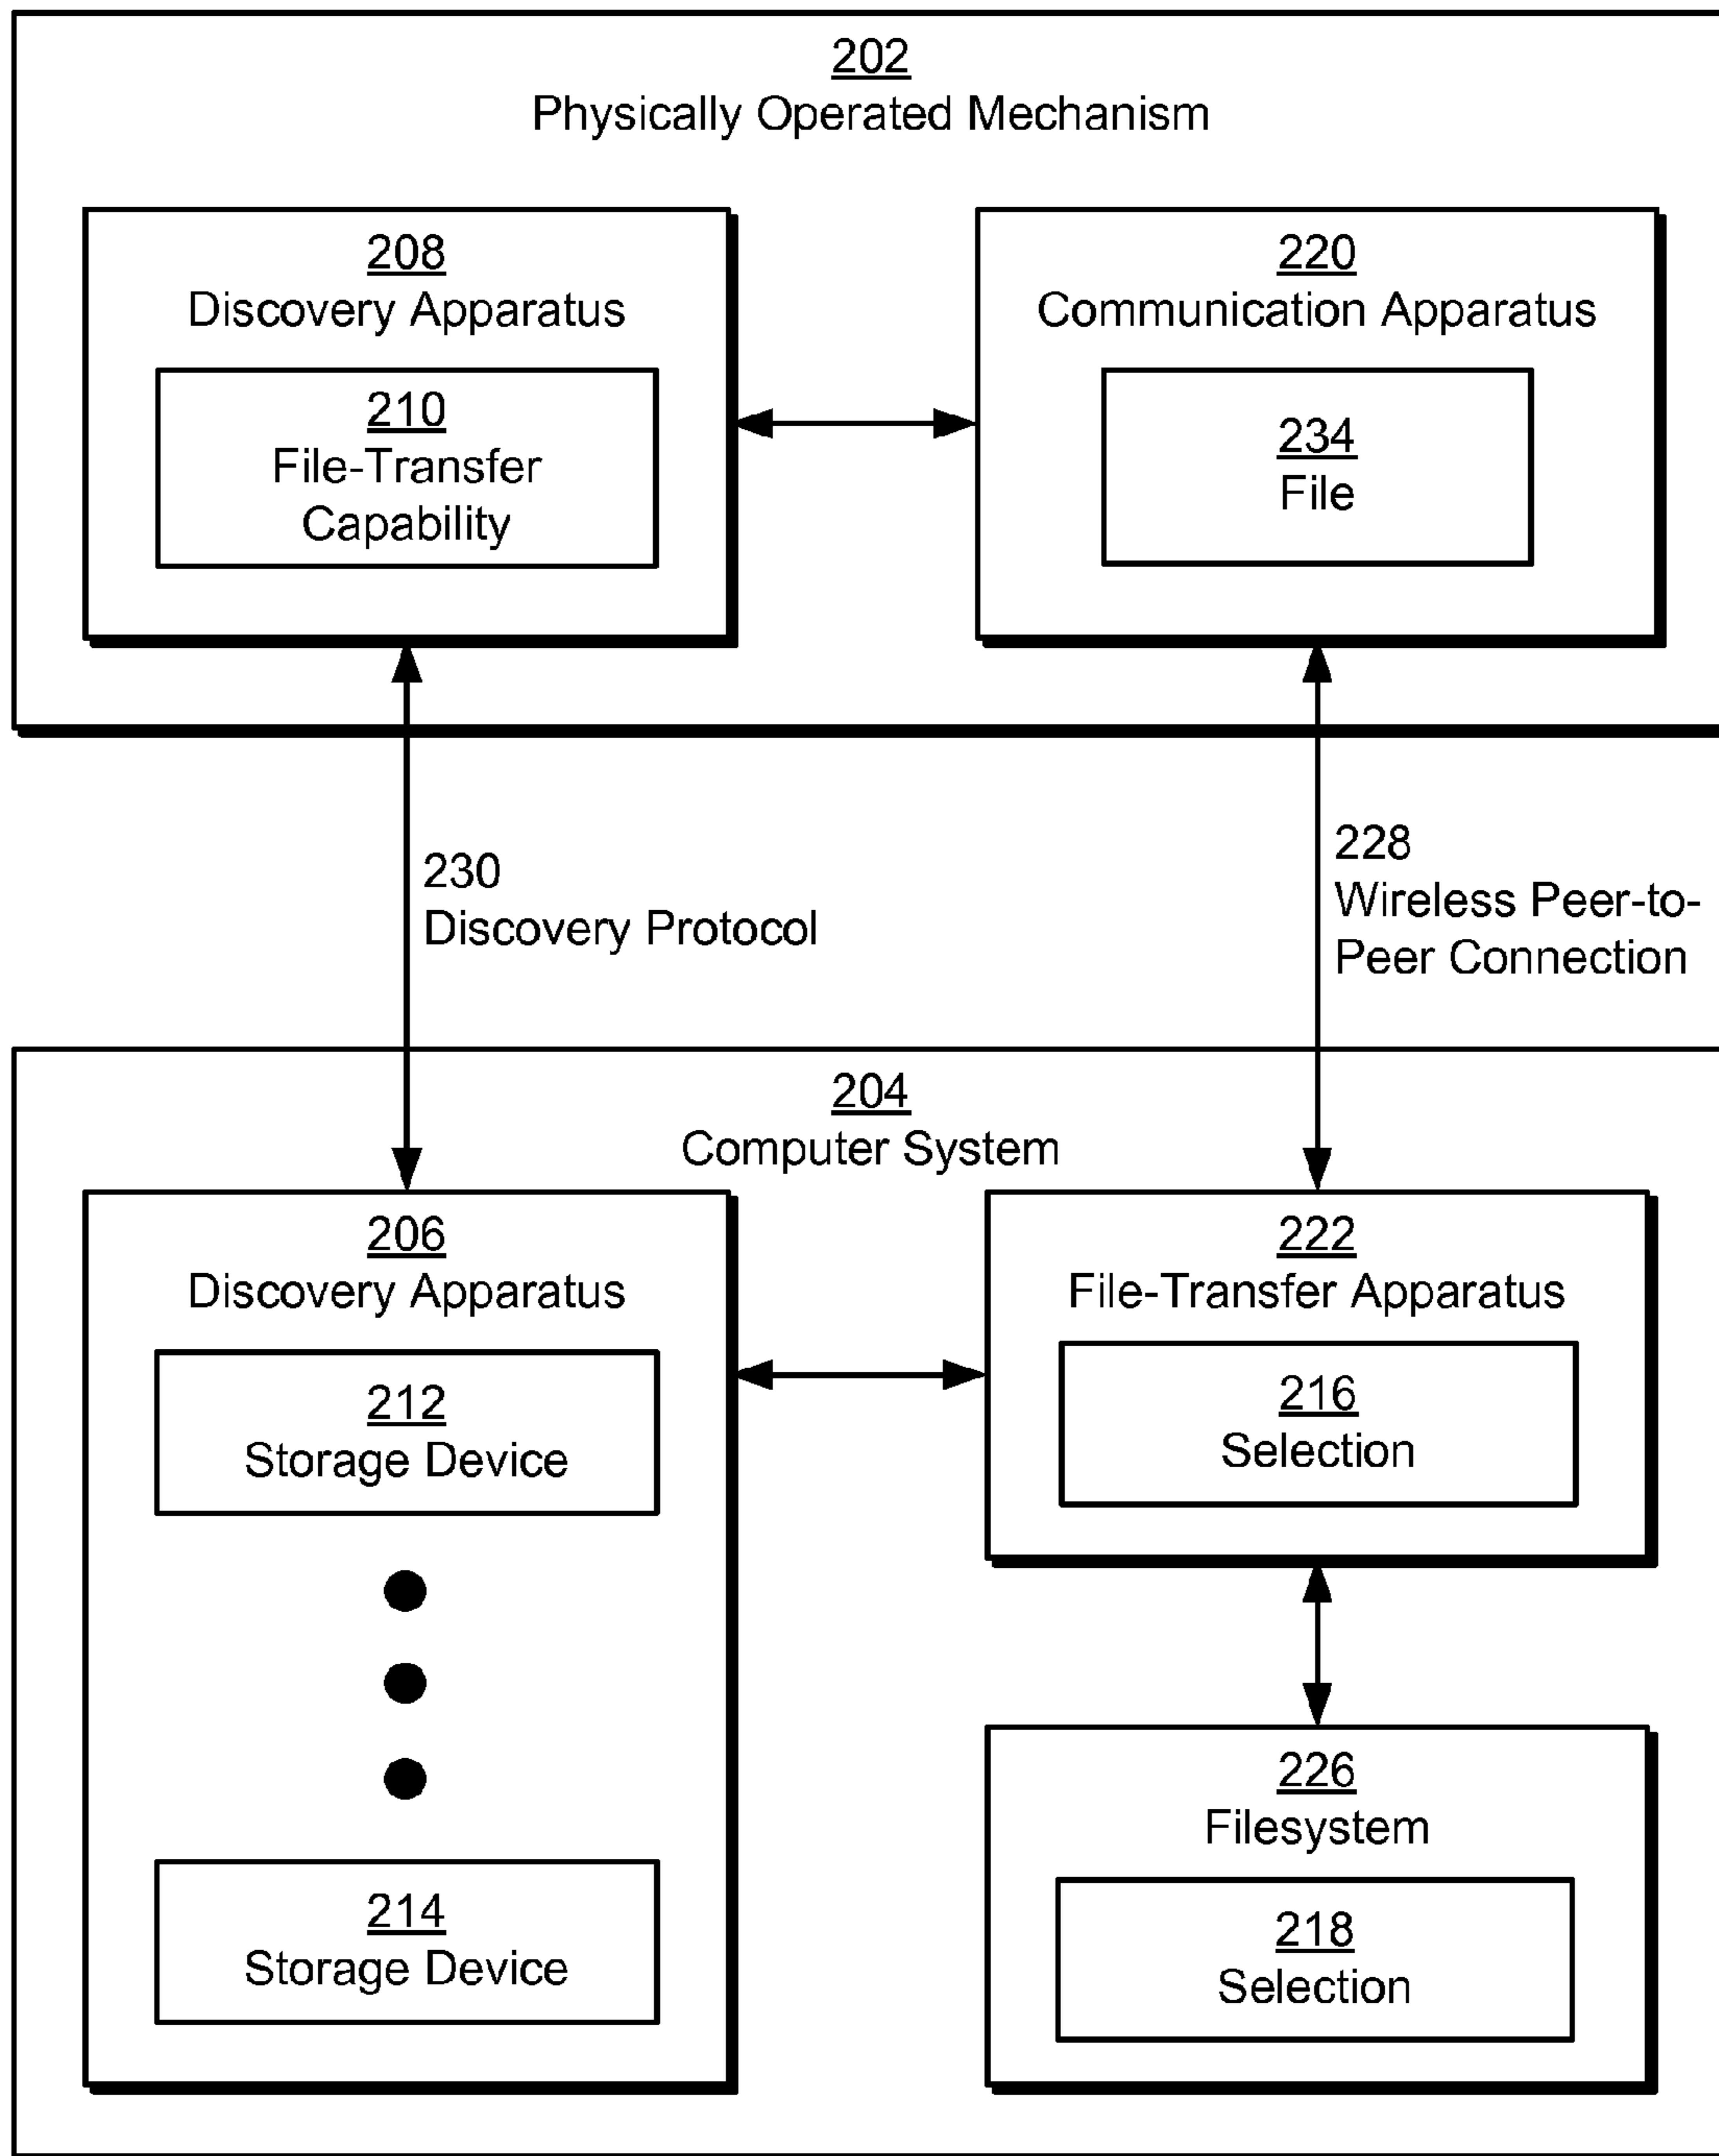 202
Physically Operated Mechanism
208
Discovery Apparatus
210
File-Transfer
Capability
220
Communication Apparatus
234
File
230
Discovery Protocol
228
Wireless Peer-to-
Peer Connection
204
Computer System
206
Discovery Apparatus
212
Storage Device
214
Storage Device
222
File-Transfer Apparatus
216
Selection
226
Filesystem
218
Selection